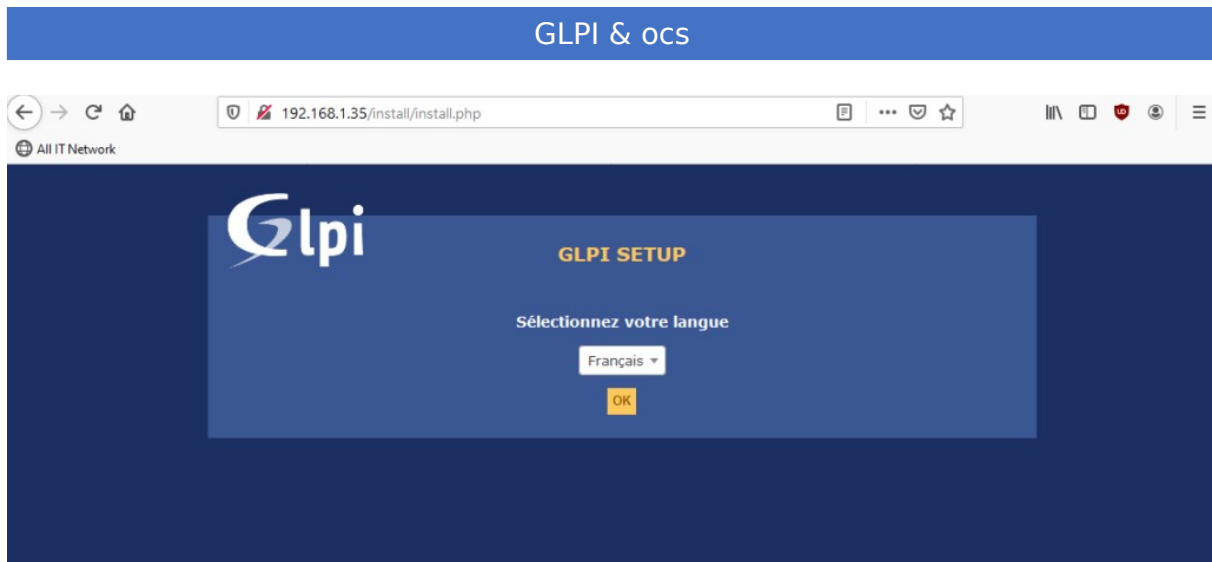 GLPI & ocs
192.168.1.35/install/install.php
All IT Network
Glpi
GLPI SETUP
Sélectionnez votre langue
Français
OK